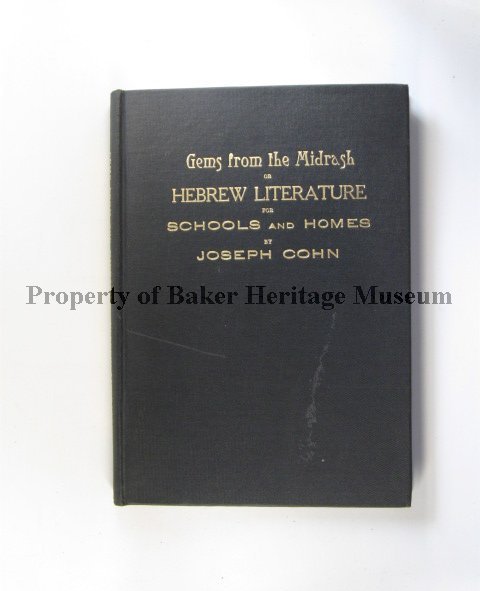 Gems from the Midrash
OR
HEBREW LITERATURE
FOR
SCHOOLS AND HOMES
BY
JOSEPH COHN
Property of Baker Heritage Museum